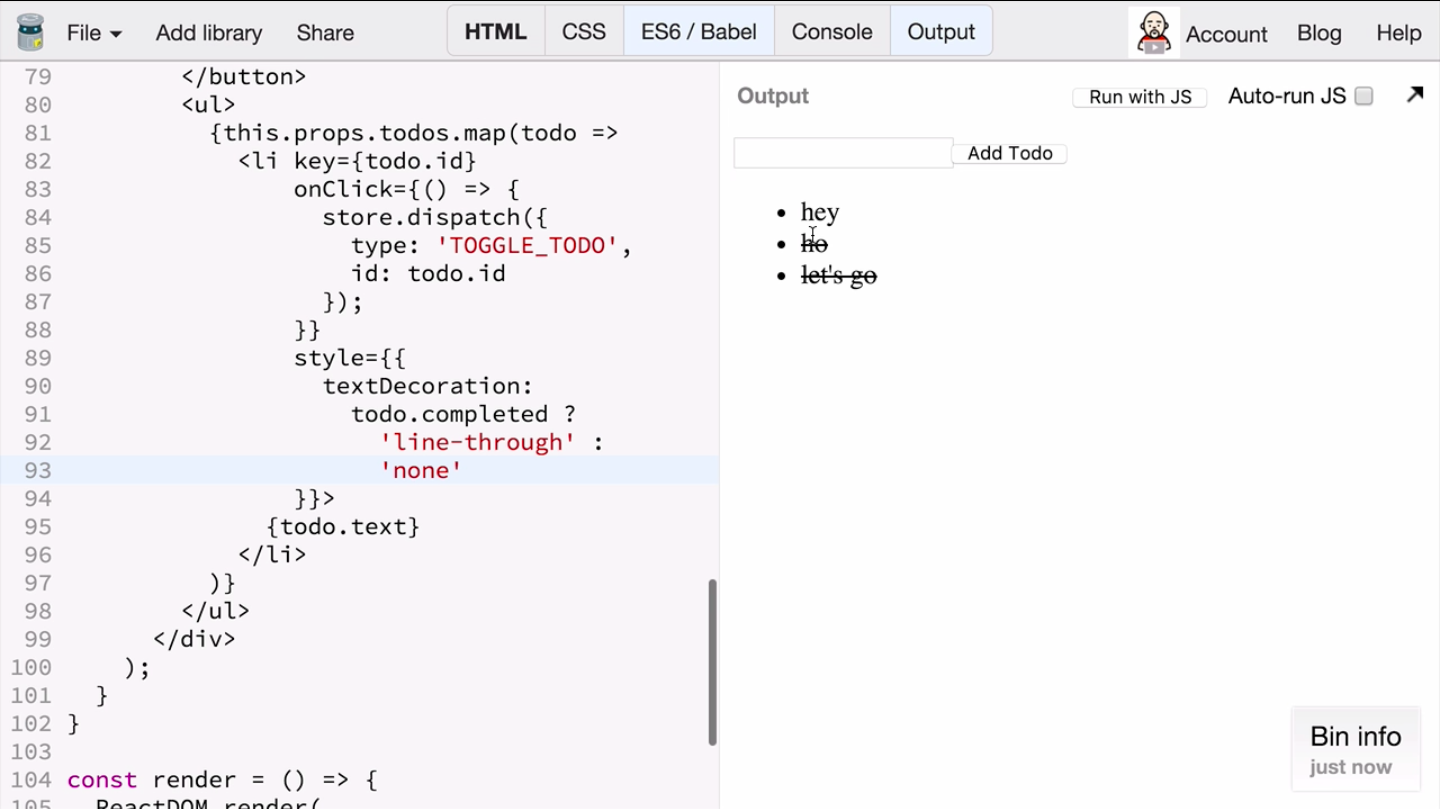 File Add library Share HTML CSS ES6 / Babel Console Output Account Blog Help
79 </button>
80 <ul>
81 {this.props.todos.map(todo =>
82 <li key={todo.id}
83 onClick={() => {
84 store.dispatch({
85 type: 'TOGGLE_TODO',
86 id: todo.id
87 });
88 }}
89 style={{
90 textDecoration:
91 todo.completed ?
92 'line-through' :
93 'none'
94 }}>
95 {todo.text}
96 </li>
97 )}
98 </ul>
99 </div>
100 );
101 }
102 }
103
104 const render = () => {
105 ReactDOM.render(
Output Run with JS Auto-run JS
Add Todo
hey
ho
let's go
Bin info
just now